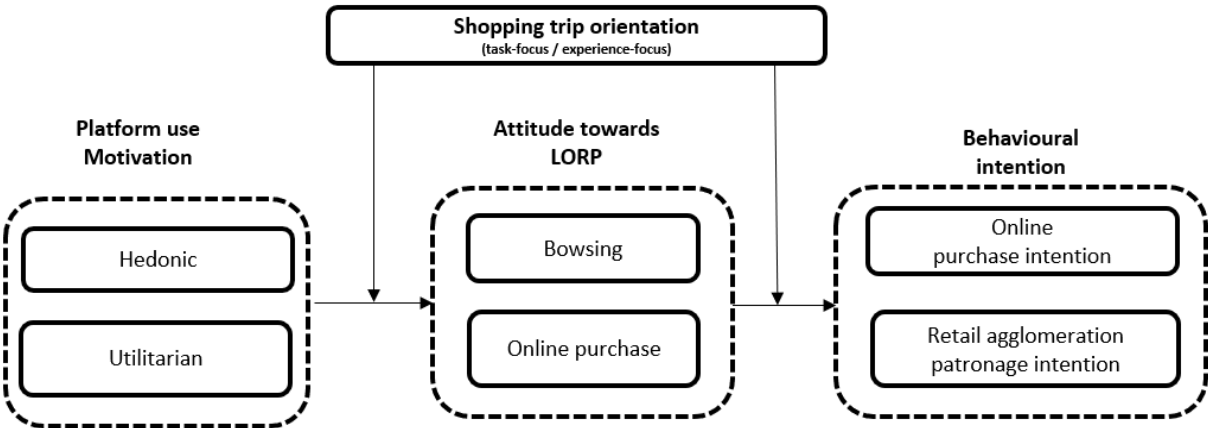 Shopping trip orientation
(task-focus / experience-focus)
Platform use
Motivation
Attitude towards
LORP
Behavioural
intention
Hedonic
Utilitarian
Bowsing
Online purchase
Online
purchase intention
Retail agglomeration
patronage intention